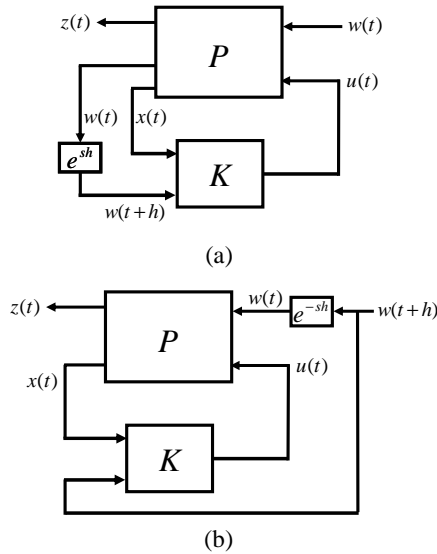 z(t)
w(t)
P
u(t)
w(t)
x(t)
e^{sh}
K
w(t+h)
(a)
z(t)
w(t)
e^{-sh}
w(t+h)
P
x(t)
u(t)
K
(b)